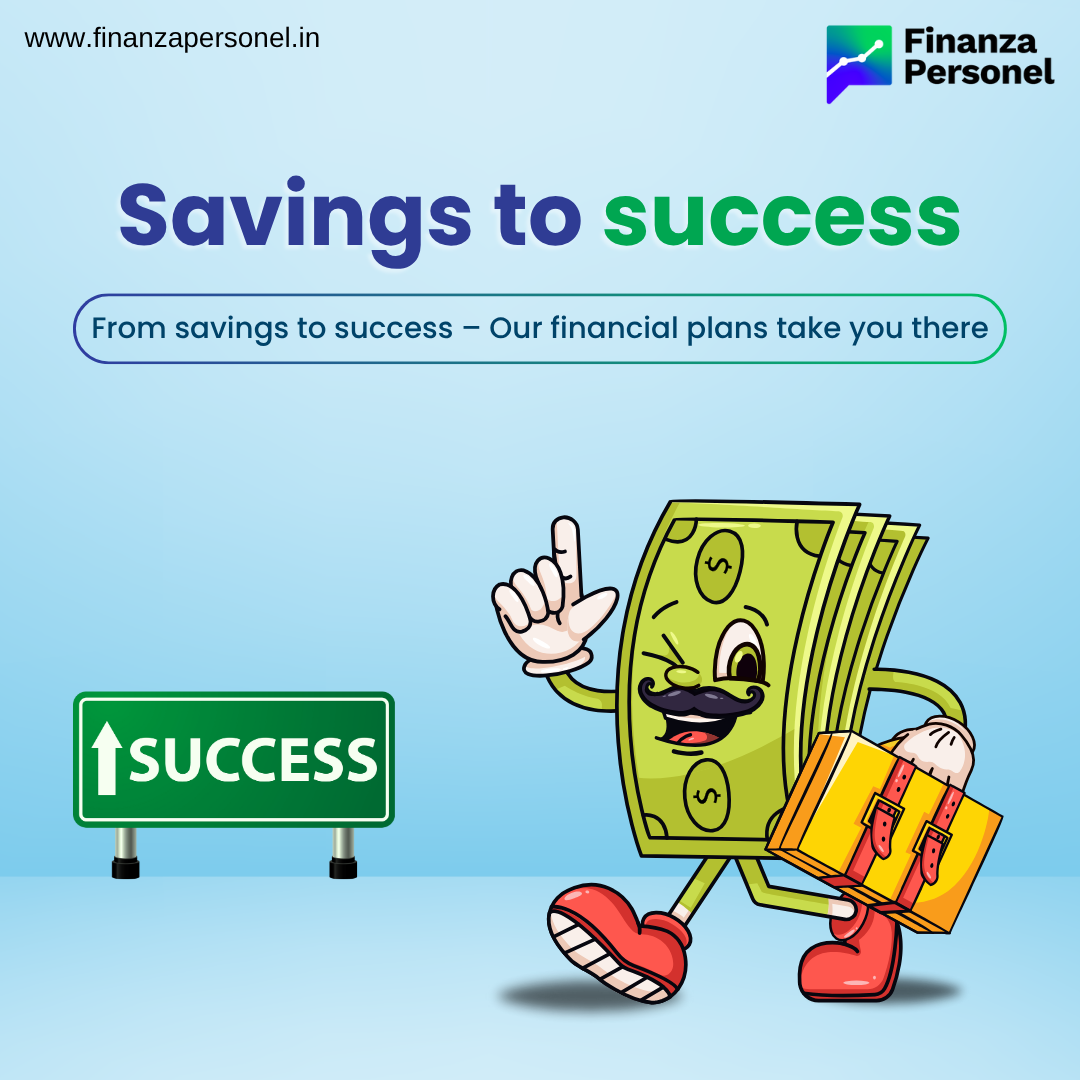 www.finanzapersonel.in
Finanza
Personel
Savings to success
From savings to success – Our financial plans take you there
$
SUCCESS
$